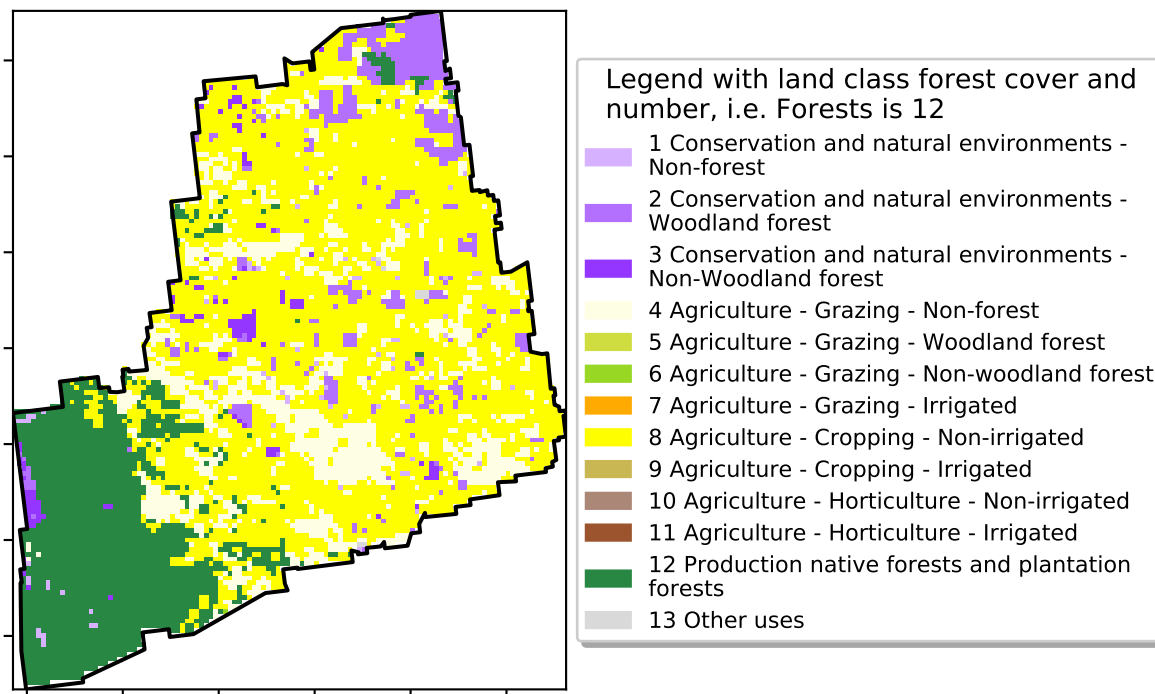 Legend with land class forest cover and
number, i.e. Forests is 12
1 Conservation and natural environments -
Non-forest
2 Conservation and natural environments -
Woodland forest
3 Conservation and natural environments -
Non-Woodland forest
4 Agriculture - Grazing - Non-forest
5 Agriculture - Grazing - Woodland forest
6 Agriculture - Grazing - Non-woodland forest
7 Agriculture - Grazing - Irrigated
8 Agriculture - Cropping - Non-irrigated
9 Agriculture - Cropping - Irrigated
10 Agriculture - Horticulture - Non-irrigated
11 Agriculture - Horticulture - Irrigated
12 Production native forests and plantation
forests
13 Other uses